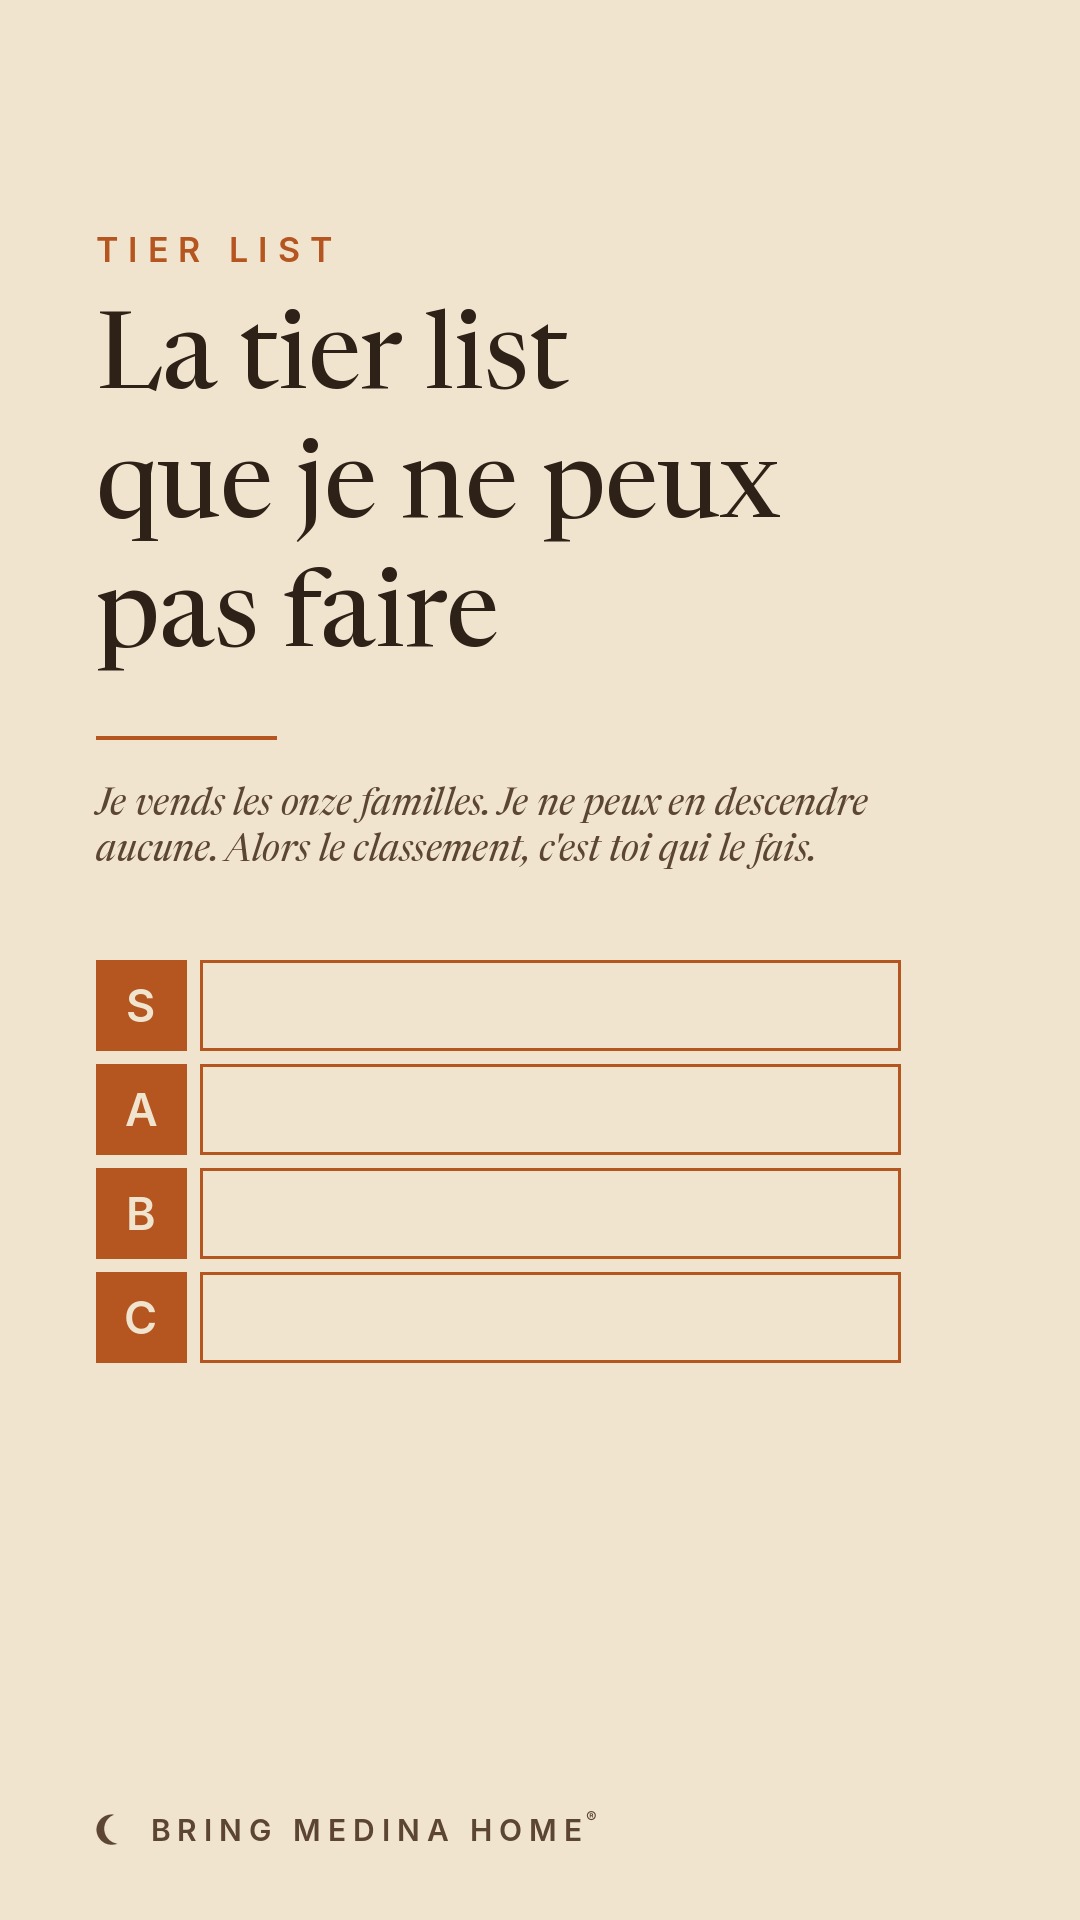 TIER LIST
La tier list
que je ne peux
pas faire
Je vends les onze familles. Je ne peux en descendre
aucune. Alors le classement, c'est toi qui le fais.
S
A
B
C
BRING MEDINA HOME®